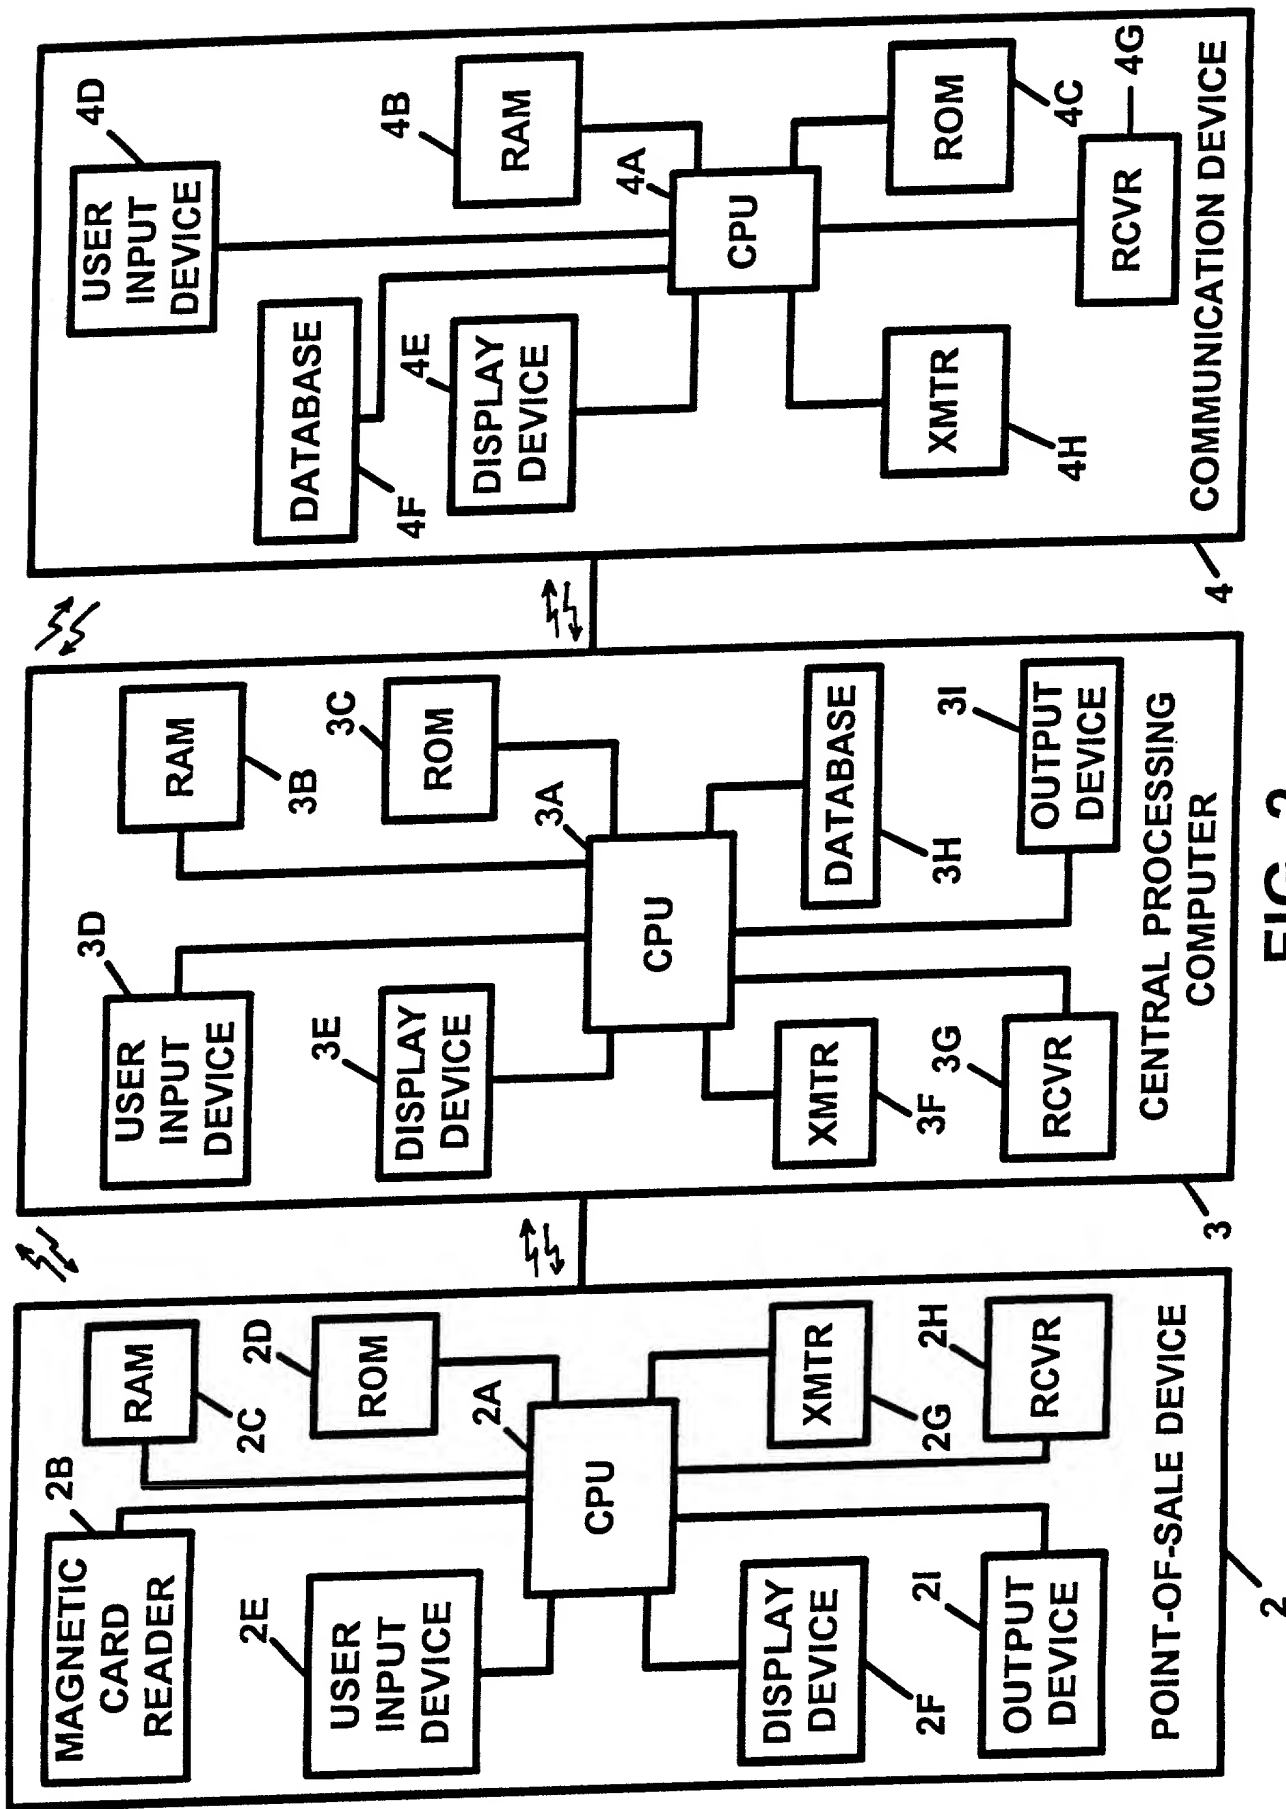 MAGNETIC
CARD
READER
2B
RAM
2C
2E
USER
INPUT
DEVICE
2D
ROM
2A
CPU
DISPLAY
DEVICE
2F
XMTR
2G
2I
OUTPUT
DEVICE
2H
RCVR
POINT-OF-SALE DEVICE
2
3D
USER
INPUT
DEVICE
RAM
3B
3E
DISPLAY
DEVICE
3C
ROM
3A
CPU
XMTR
3F
DATABASE
3H
3G
RCVR
3I
OUTPUT
DEVICE
CENTRAL PROCESSING
COMPUTER
3
4D
USER
INPUT
DEVICE
DATABASE
4F
4E
DISPLAY
DEVICE
4B
RAM
4A
CPU
XMTR
4H
ROM
4C
RCVR
4G
COMMUNICATION DEVICE
4
FIG. 2